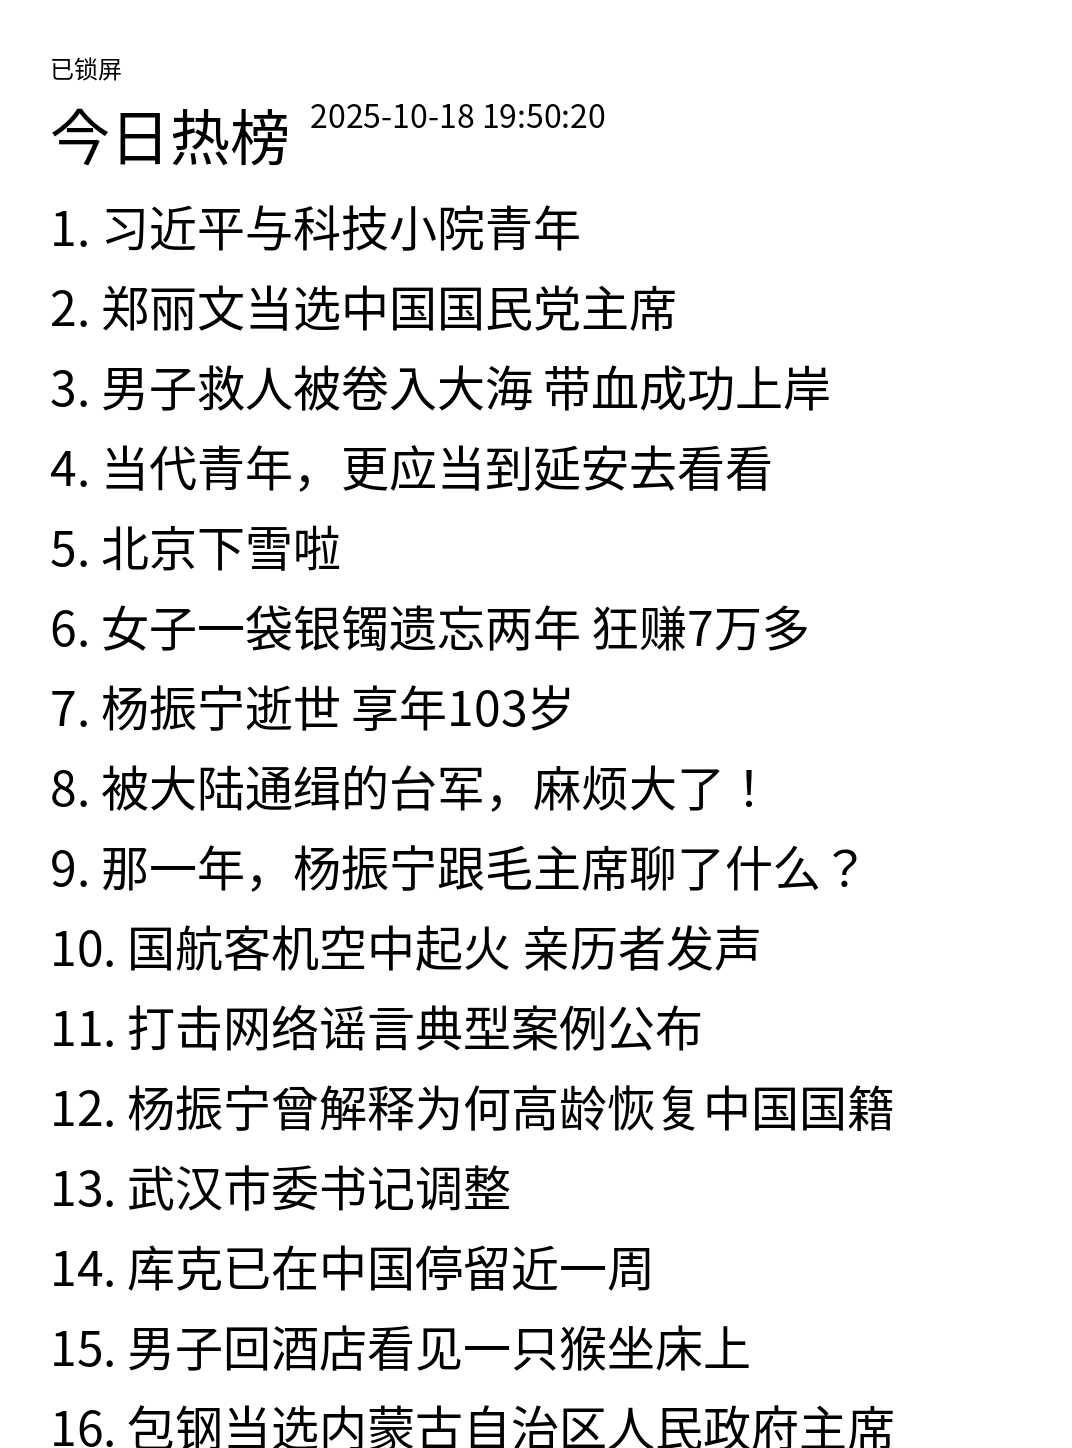 已锁屏
今日热榜 2025-10-18 19:50:20
1. 习近平与科技小院青年
2. 郑丽文当选中国国民党主席
3. 男子救人被卷入大海 带血成功上岸
4. 当代青年，更应当到延安去看看
5. 北京下雪啦
6. 女子一袋银镯遗忘两年 狂赚7万多
7. 杨振宁逝世 享年103岁
8. 被大陆通缉的台军，麻烦大了！
9. 那一年，杨振宁跟毛主席聊了什么？
10. 国航客机空中起火 亲历者发声
11. 打击网络谣言典型案例公布
12. 杨振宁曾解释为何高龄恢复中国国籍
13. 武汉市委书记调整
14. 库克已在中国停留近一周
15. 男子回酒店看见一只猴坐床上
16. 包钢当选内蒙古自治区人民政府主席